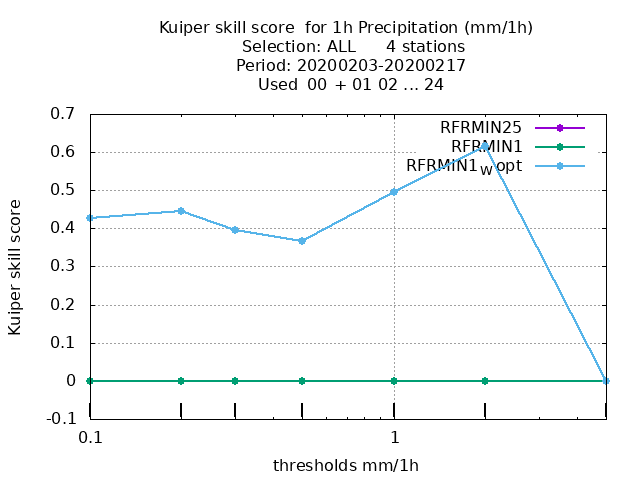 Kuiper skill score  for 1h Precipitation (mm/1h)
Selection: ALL      4 stations
Period: 20200203-20200217
Used  00  + 01 02 ... 24
0.7
0.6
0.5
0.4
0.3
0.2
0.1
0
-0.1
0.1
1
Kuiper skill score
thresholds mm/1h
RFRMIN25
RFRMIN1
RFRMIN1Wopt